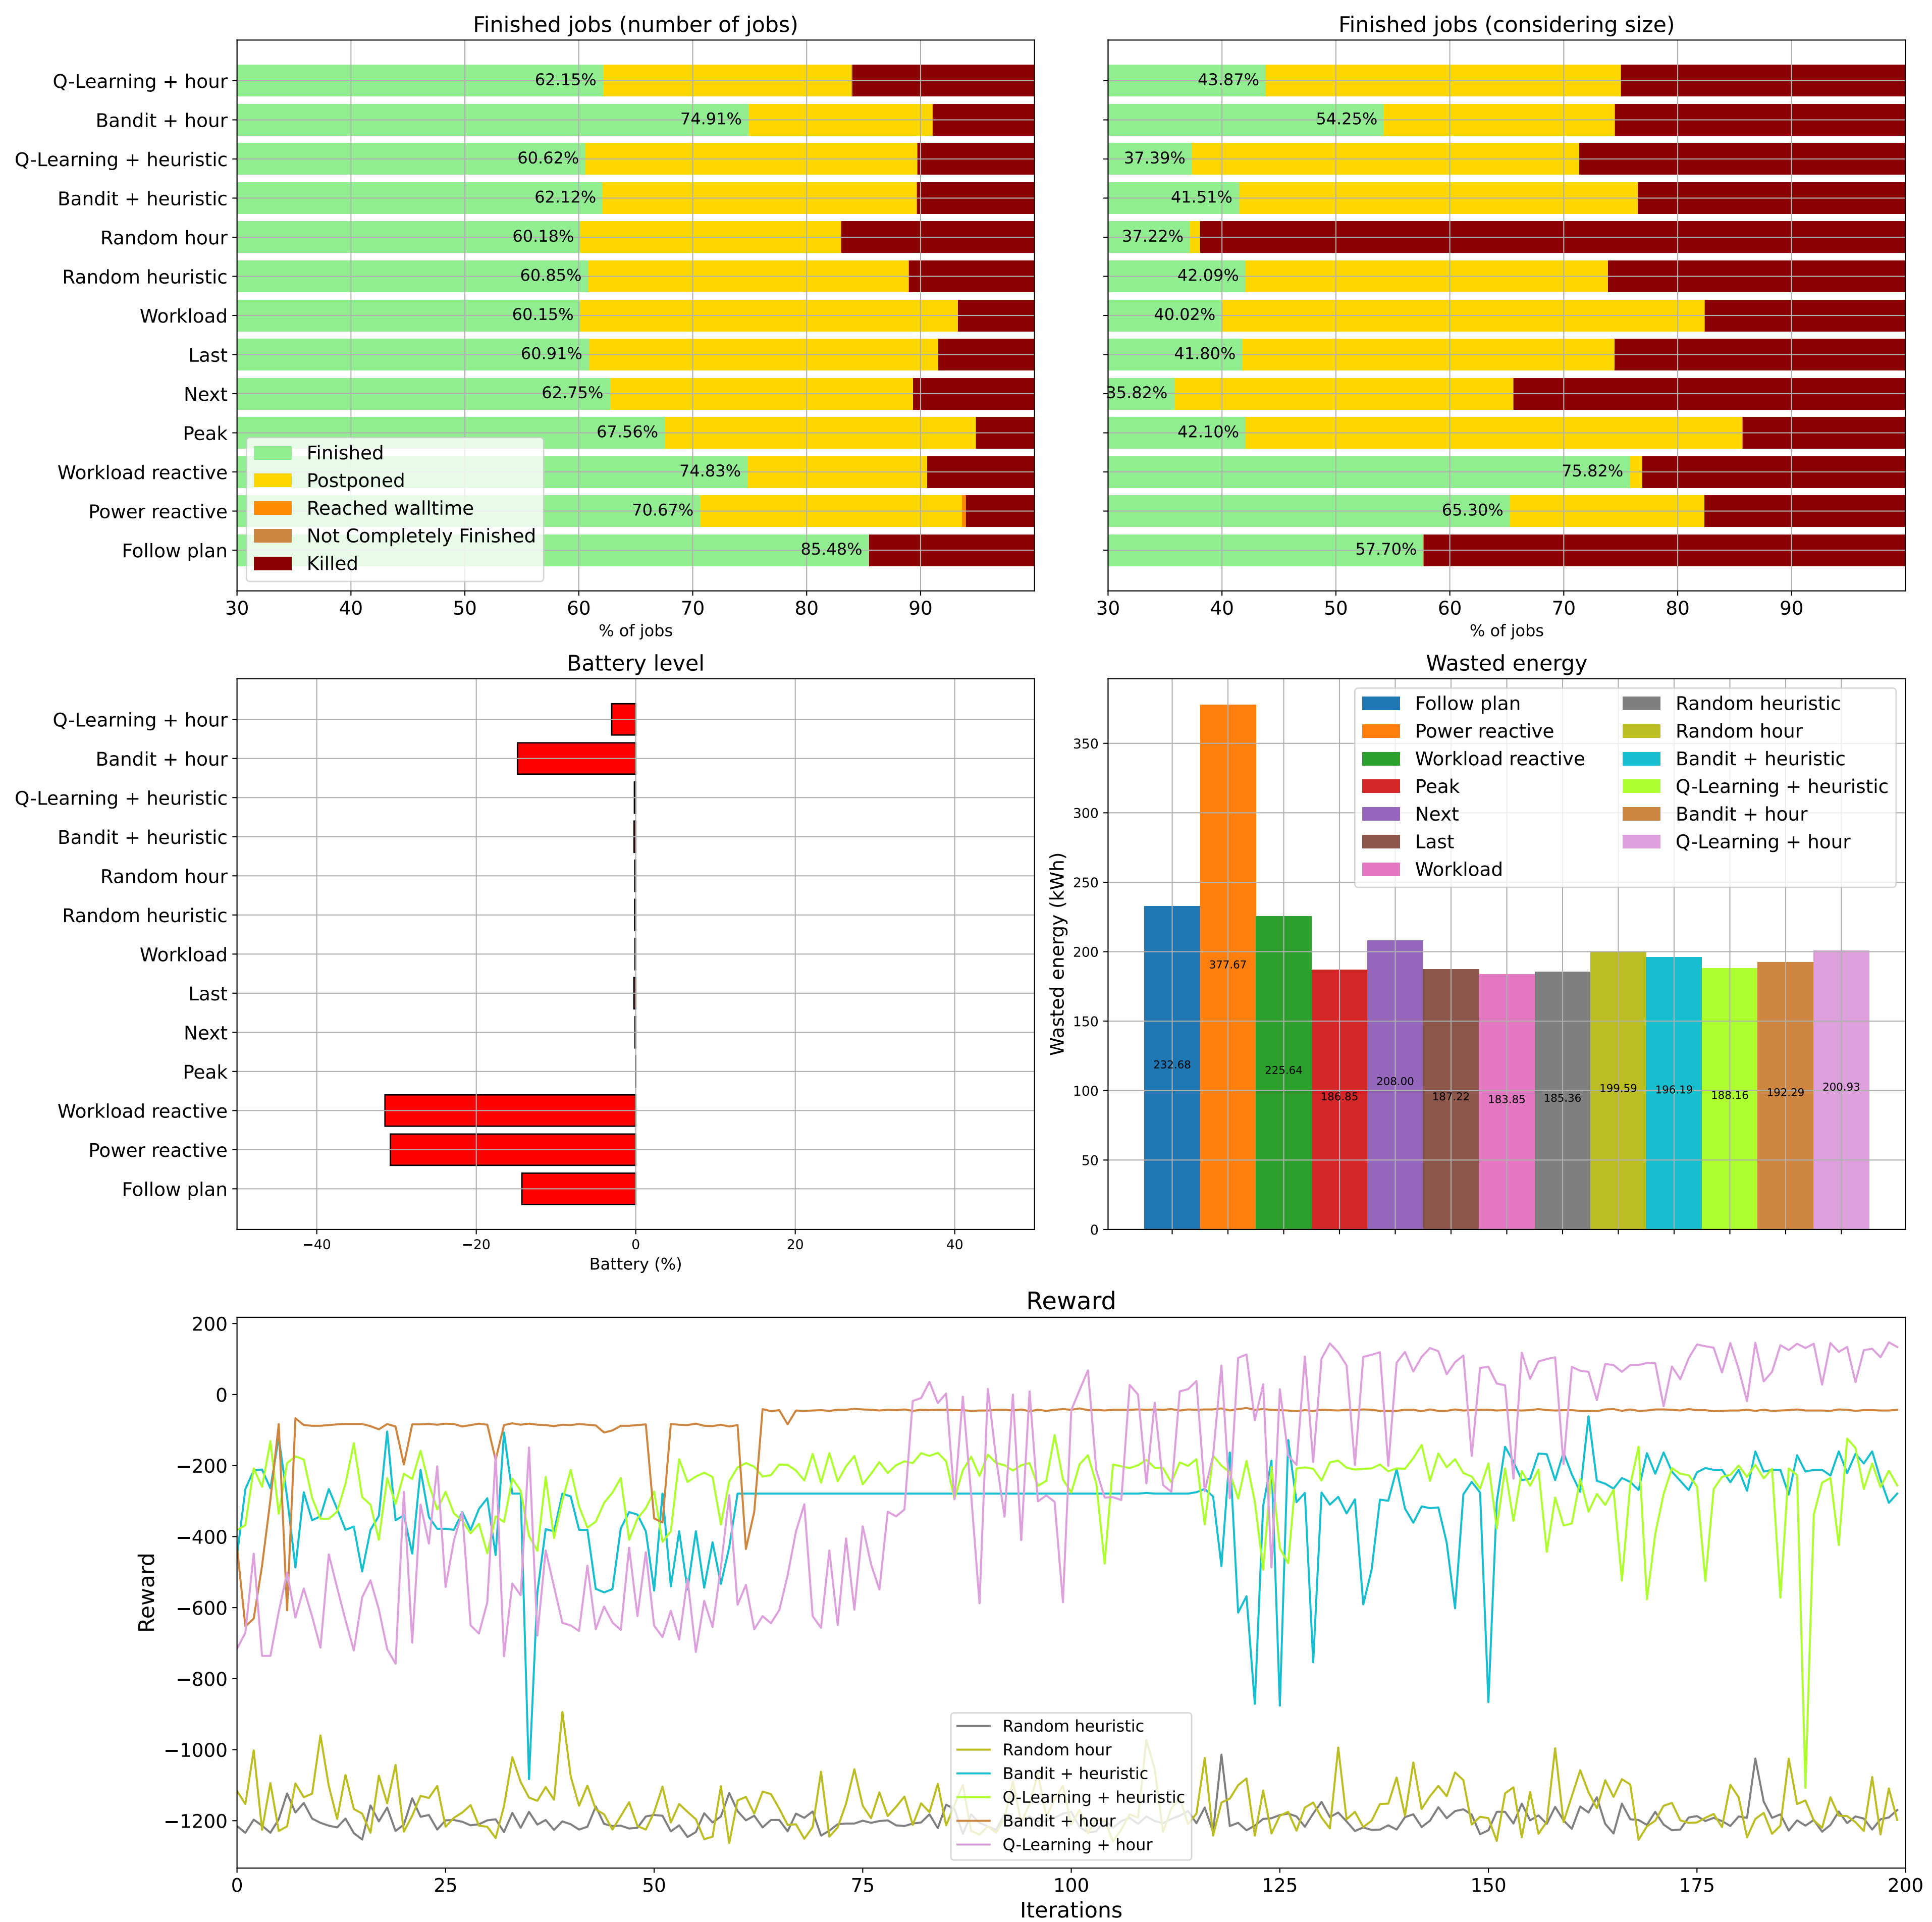 Finished jobs (number of jobs)
Q-Learning + hour
Bandit + hour
Q-Learning + heuristic
Bandit + heuristic
Random hour
Random heuristic
Workload
Last
Next
Peak
Workload reactive
Power reactive
Follow plan
62.15%
74.91%
60.62%
62.12%
60.18%
60.85%
60.15%
60.91%
62.75%
67.56%
74.83%
70.67%
85.48%
Finished
Postponed
Reached walltime
Not Completely Finished
Killed
30 40 50 60 70 80 90
% of jobs
Finished jobs (considering size)
43.87%
54.25%
37.39%
41.51%
37.22%
42.09%
40.02%
41.80%
35.82%
42.10%
75.82%
65.30%
57.70%
30 40 50 60 70 80 90
% of jobs
Battery level
Q-Learning + hour
Bandit + hour
Q-Learning + heuristic
Bandit + heuristic
Random hour
Random heuristic
Workload
Last
Next
Peak
Workload reactive
Power reactive
Follow plan
−40 −20 0 20 40
Battery (%)
Wasted energy
Wasted energy (kWh)
350
300
250
200
150
100
50
0
Follow plan
Power reactive
Workload reactive
Peak
Next
Last
Workload
Random heuristic
Random hour
Bandit + heuristic
Q-Learning + heuristic
Bandit + hour
Q-Learning + hour
232.68
377.67
225.64
186.85
208.00
187.22
183.85
185.36
199.59
196.19
188.16
192.29
200.93
Reward
Reward
200
0
−200
−400
−600
−800
−1000
−1200
Random heuristic
Random hour
Bandit + heuristic
Q-Learning + heuristic
Bandit + hour
Q-Learning + hour
0 25 50 75 100 125 150 175 200
Iterations